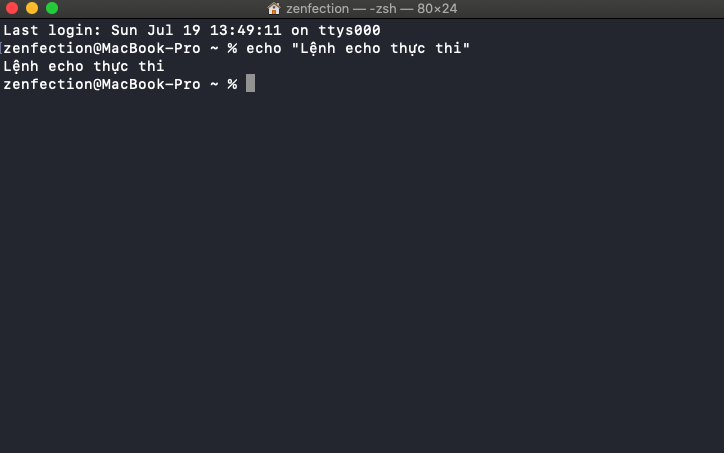 zenfection — -zsh — 80×24
Last login: Sun Jul 19 13:49:11 on ttys000
zenfection@MacBook-Pro ~ % echo "Lệnh echo thực thi"
Lệnh echo thực thi
zenfection@MacBook-Pro ~ %